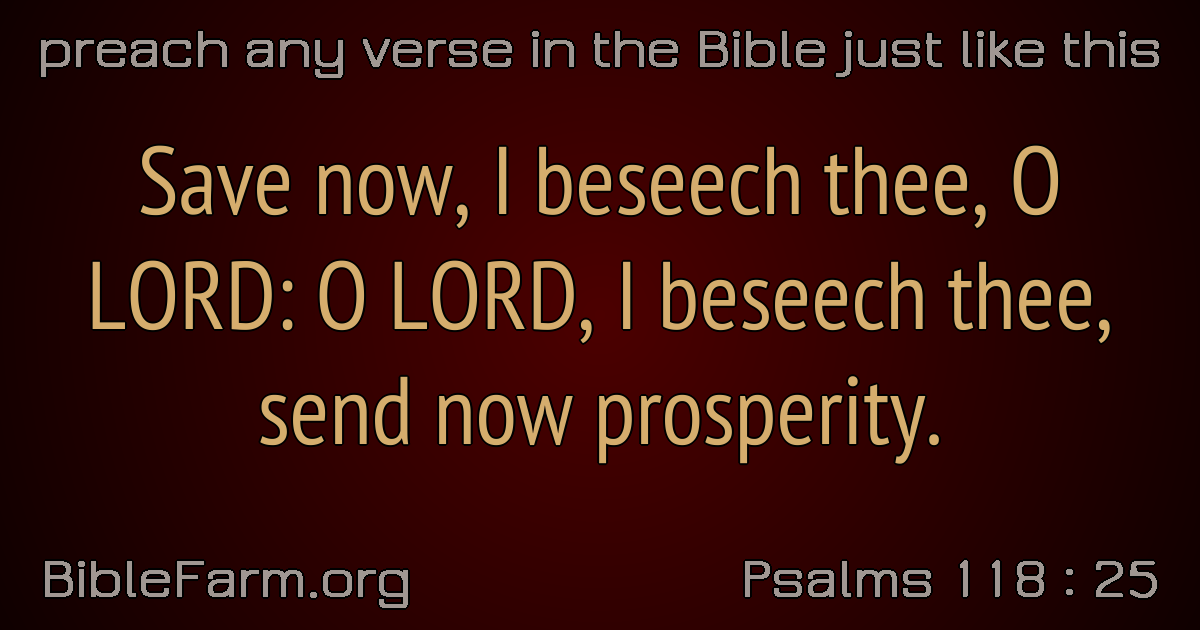 preach any verse in the Bible just like this
Save now, I beseech thee, O
LORD: O LORD, I beseech thee,
send now prosperity.
BibleFarm.org
Psalms 118 : 25